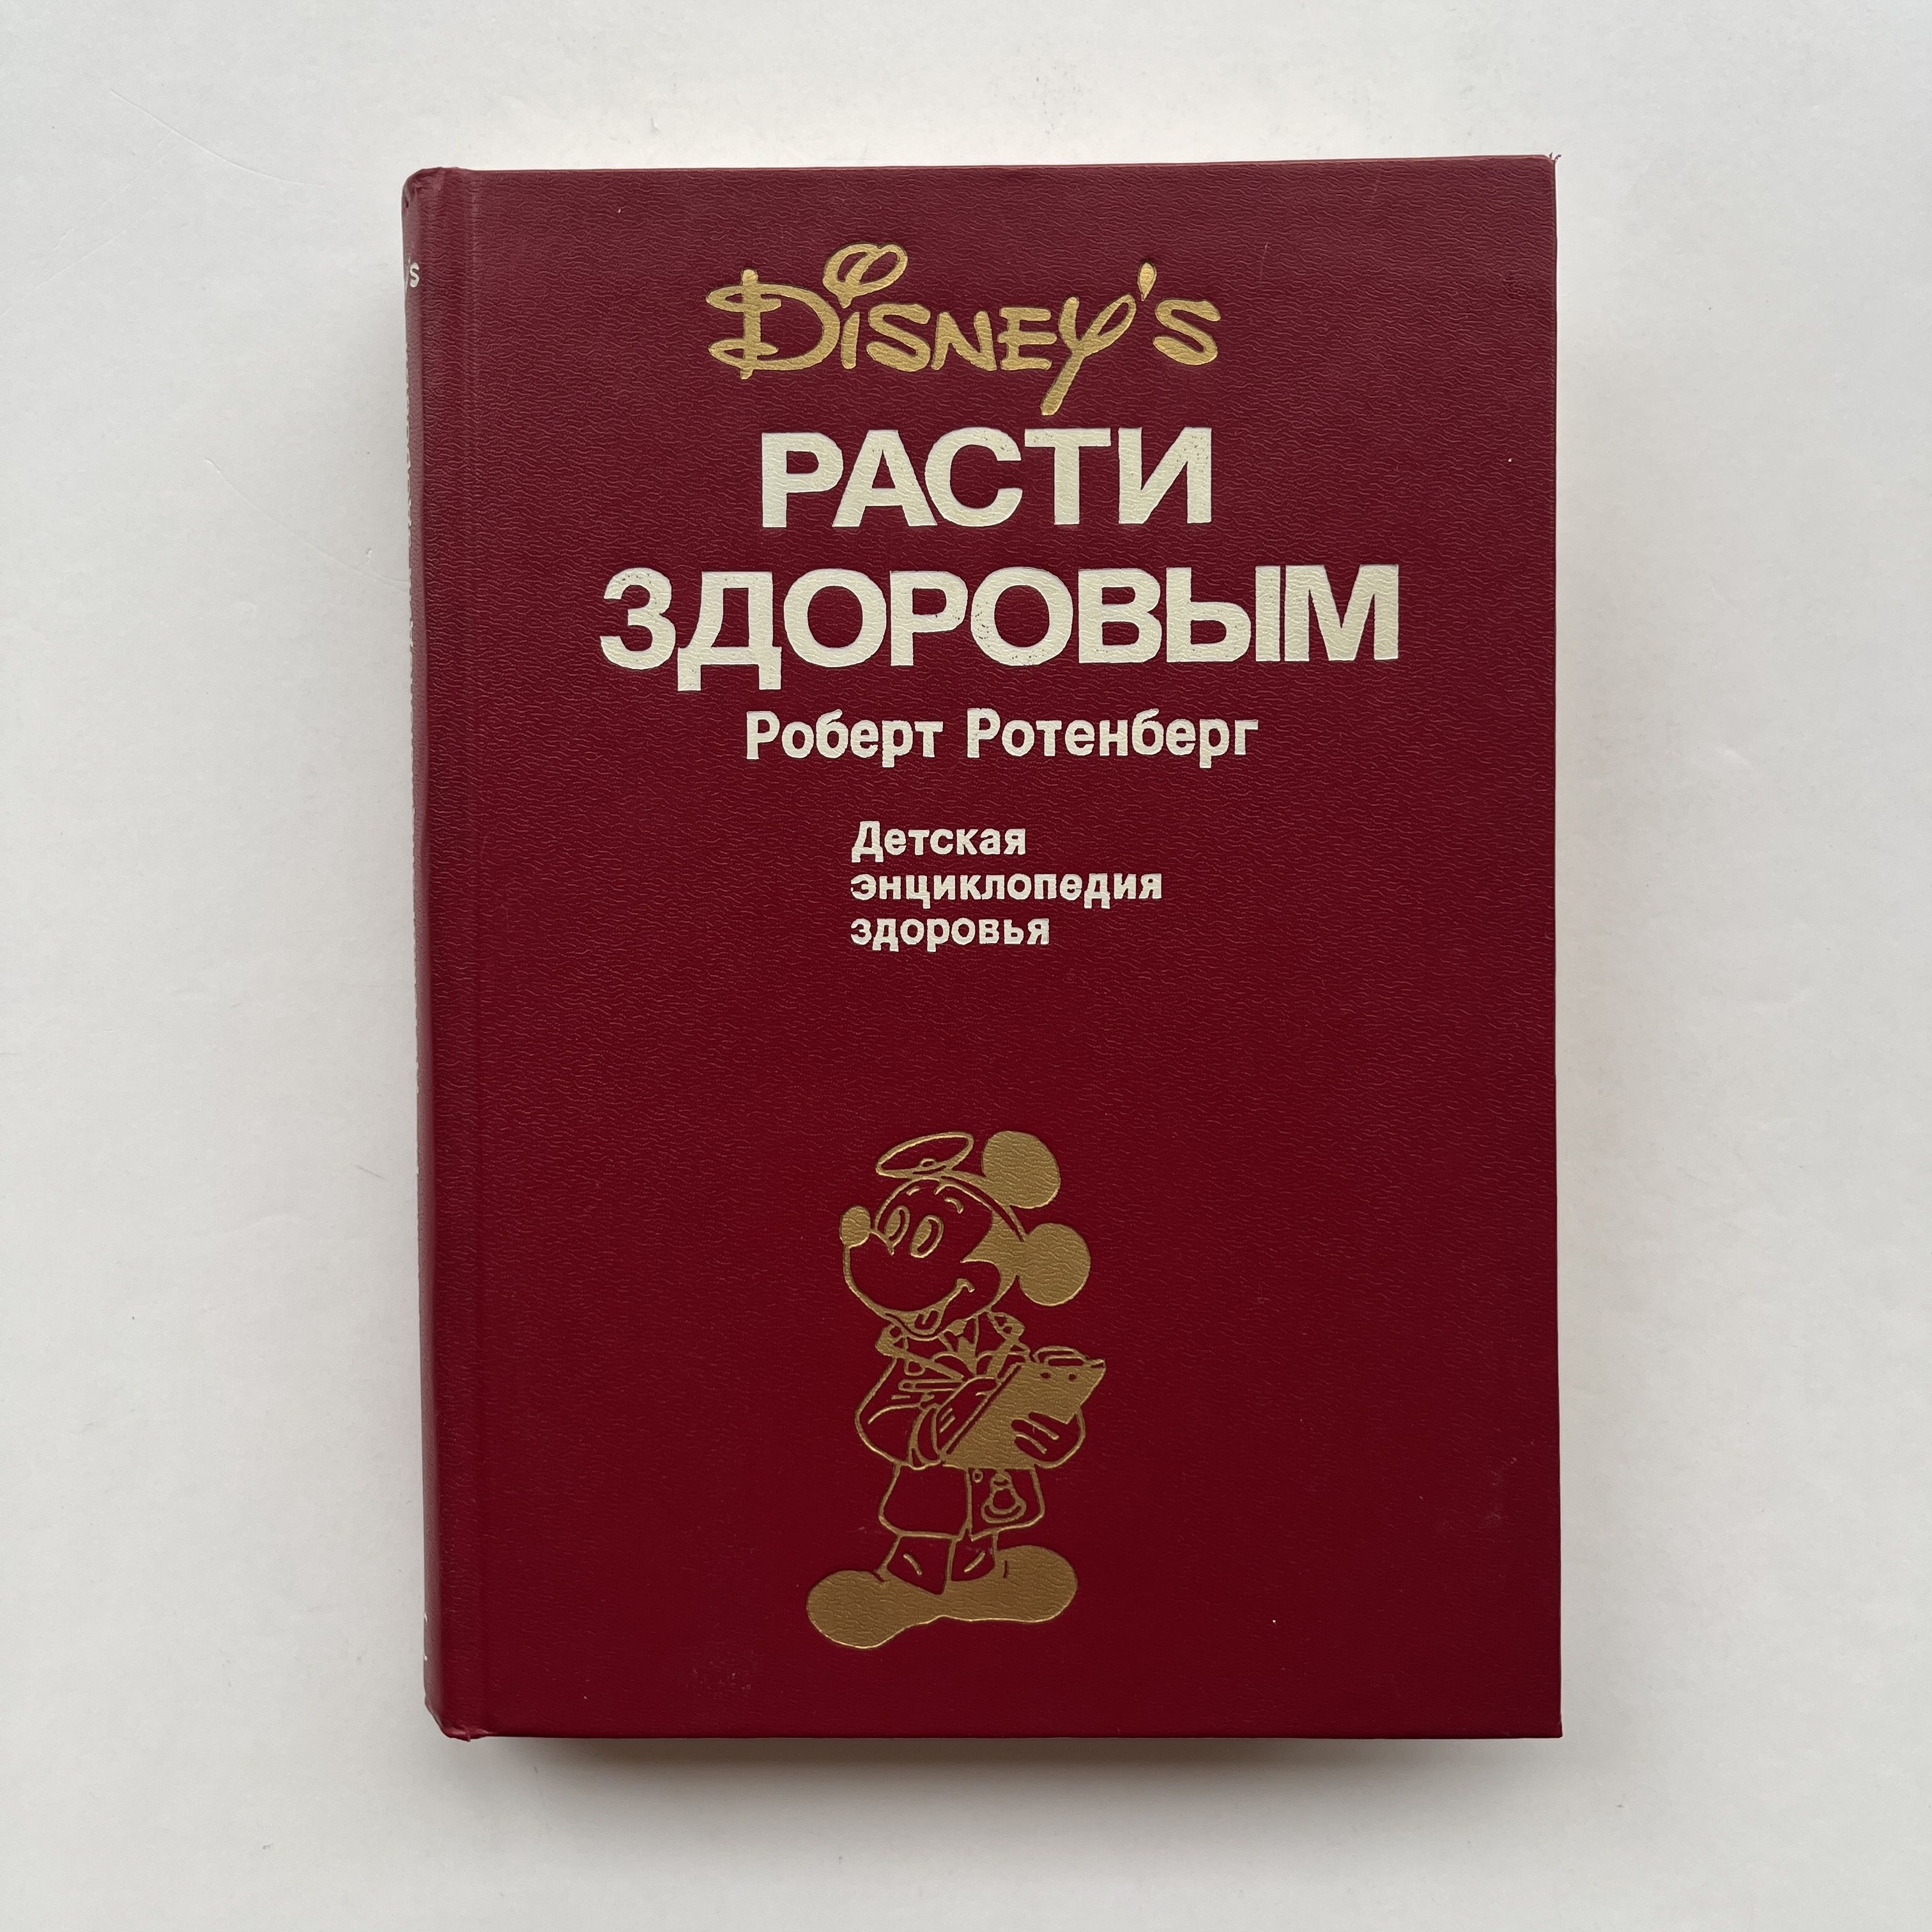 Disney's
РАСТИ
ЗДОРОВЫМ
Роберт Ротенберг
Детская
энциклопедия
здоровья